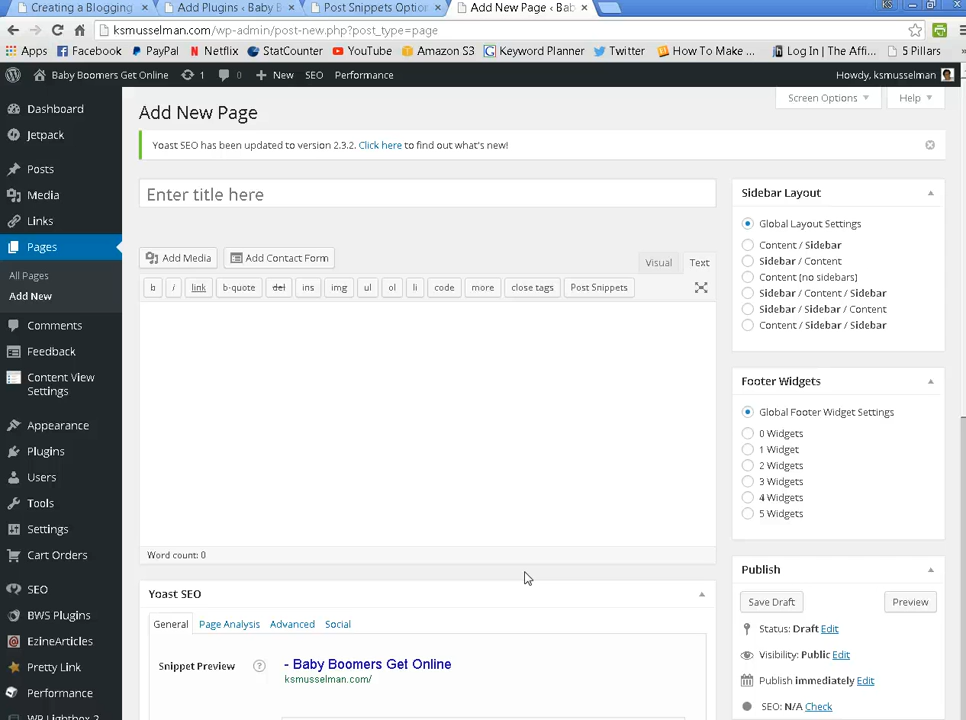 Creating a Blogging
Add Plugins ‹ Baby B
Post Snippets Optio
Add New Page ‹ Bab
KS
ksmusselman.com/wp-admin/post-new.php?post_type=page
Apps Facebook PayPal Netflix StatCounter YouTube Amazon S3 Keyword Planner Twitter How To Make ... Log In | The Affi... 5 Pillars
Baby Boomers Get Online 1 0 New SEO Performance Howdy, ksmusselman
Screen Options Help
Dashboard
Jetpack
Posts
Media
Links
Pages
All Pages
Add New
Comments
Feedback
Content View
Settings
Appearance
Plugins
Users
Tools
Settings
Cart Orders
SEO
BWS Plugins
EzineArticles
Pretty Link
Performance
WP Lightbox 2
Add New Page
Yoast SEO has been updated to version 2.3.2. Click here to find out what's new!
Enter title here
Add Media Add Contact Form Visual Text
b / link b-quote del ins img ul ol li code more close tags Post Snippets
Word count: 0
Yoast SEO
General Page Analysis Advanced Social
Snippet Preview ? - Baby Boomers Get Online
ksmusselman.com/
Sidebar Layout
Global Layout Settings
Content / Sidebar
Sidebar / Content
Content (no sidebars)
Sidebar / Content / Sidebar
Sidebar / Sidebar / Content
Content / Sidebar / Sidebar
Footer Widgets
Global Footer Widget Settings
0 Widgets
1 Widget
2 Widgets
3 Widgets
4 Widgets
5 Widgets
Publish
Save Draft Preview
Status: Draft Edit
Visibility: Public Edit
Publish immediately Edit
SEO: N/A Check